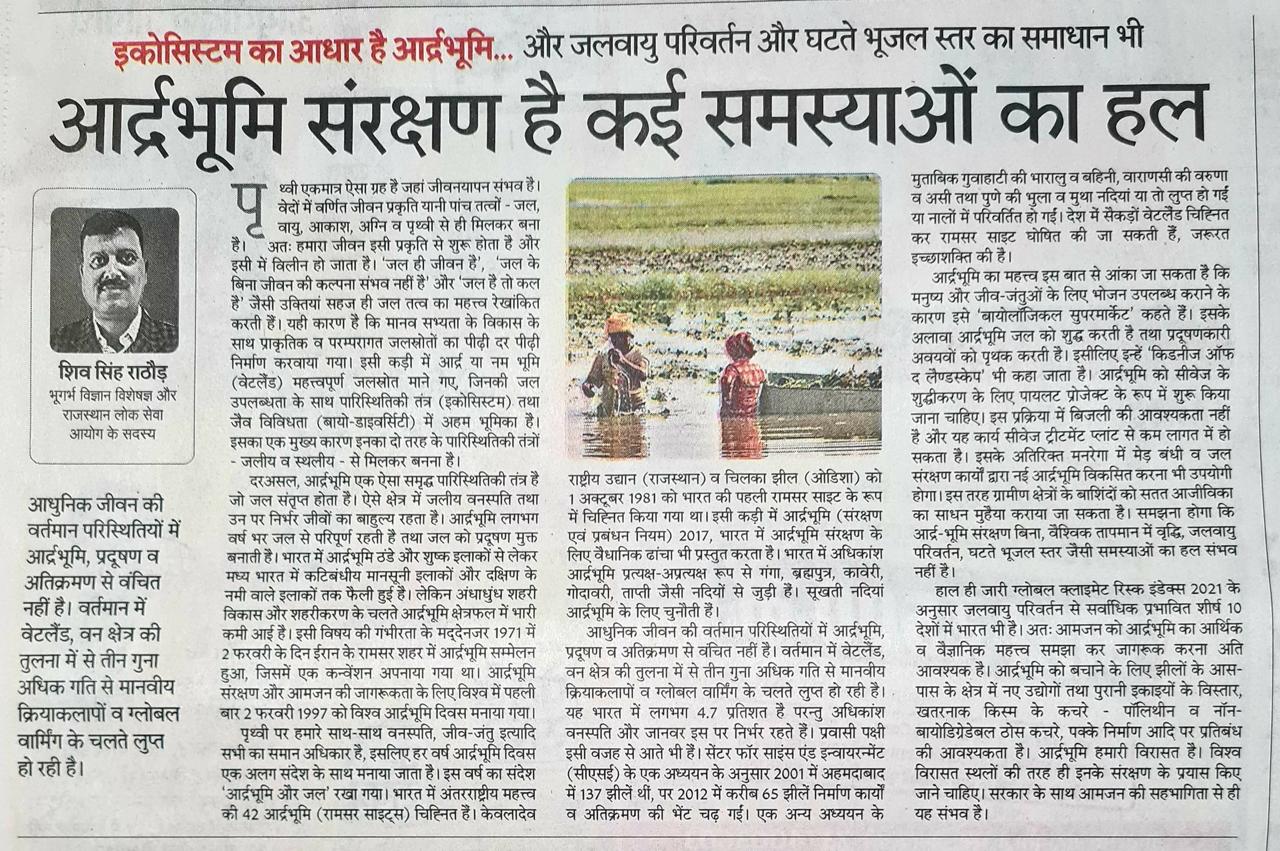 इकोसिस्टम का आधार है आर्द्रभूमि... और जलवायु परिवर्तन और घटते भूजल स्तर का समाधान भी
आर्द्रभूमि संरक्षण है कई समस्याओं का हल
शिव सिंह राठौड़
भूगर्भ विज्ञान विशेषज्ञ और
राजस्थान लोक सेवा
आयोग के सदस्य
आधुनिक जीवन की
वर्तमान परिस्थितियों में
आर्द्रभूमि, प्रदूषण व
अतिक्रमण से वंचित
नहीं है। वर्तमान में
वेटलैंड, वन क्षेत्र की
तुलना में से तीन गुना
अधिक गति से मानवीय
क्रियाकलापों व ग्लोबल
वार्मिंग के चलते लुप्त
हो रही है।
पृथ्वी एकमात्र ऐसा ग्रह है जहां जीवनयापन संभव है।
वेदों में वर्णित जीवन प्रकृति यानी पांच तत्वों - जल,
वायु, आकाश, अग्नि व पृथ्वी से ही मिलकर बना
है। अतः हमारा जीवन इसी प्रकृति से शुरू होता है और
इसी में विलीन हो जाता है। ‘जल ही जीवन है’, ‘जल के
बिना जीवन की कल्पना संभव नहीं है’ और ‘जल है तो कल
है’ जैसी उक्तियां सहज ही जल तत्व का महत्त्व रेखांकित
करती हैं। यही कारण है कि मानव सभ्यता के विकास के
साथ प्राकृतिक व परम्परागत जलस्रोतों का पीढ़ी दर पीढ़ी
निर्माण करवाया गया। इसी कड़ी में आर्द्र या नम भूमि
(वेटलैंड) महत्त्वपूर्ण जलस्रोत माने गए, जिनकी जल
उपलब्धता के साथ पारिस्थितिकी तंत्र (इकोसिस्टम) तथा
जैव विविधता (बायो-डाइवर्सिटी) में अहम भूमिका है।
इसका एक मुख्य कारण इनका दो तरह के पारिस्थितिकी तंत्रों
- जलीय व स्थलीय - से मिलकर बनना है।
दरअसल, आर्द्रभूमि एक ऐसा समृद्ध पारिस्थितिकी तंत्र है
जो जल संतृप्त होता है। ऐसे क्षेत्र में जलीय वनस्पति तथा
उन पर निर्भर जीवों का बाहुल्य रहता है। आर्द्रभूमि लगभग
वर्ष भर जल से परिपूर्ण रहती है तथा जल को प्रदूषण मुक्त
बनाती है। भारत में आर्द्रभूमि ठंडे और शुष्क इलाकों से लेकर
मध्य भारत में कटिबंधीय मानसूनी इलाकों और दक्षिण के
नमी वाले इलाकों तक फैली हुई है। लेकिन अंधाधुंध शहरी
विकास और शहरीकरण के चलते आर्द्रभूमि क्षेत्रफल में भारी
कमी आई है। इसी विषय की गंभीरता के मद्देनजर 1971 में
2 फरवरी के दिन ईरान के रामसर शहर में आर्द्रभूमि सम्मेलन
हुआ, जिसमें एक कन्वेंशन अपनाया गया था। आर्द्रभूमि
संरक्षण और आमजन की जागरूकता के लिए विश्व में पहली
बार 2 फरवरी 1997 को विश्व आर्द्रभूमि दिवस मनाया गया।
पृथ्वी पर हमारे साथ-साथ वनस्पति, जीव-जंतु इत्यादि
सभी का समान अधिकार है, इसलिए हर वर्ष आर्द्रभूमि दिवस
एक अलग संदेश के साथ मनाया जाता है। इस वर्ष का संदेश
‘आर्द्रभूमि और जल’ रखा गया। भारत में अंतरराष्ट्रीय महत्त्व
की 42 आर्द्रभूमि (रामसर साइट्स) चिह्नित हैं। केवलादेव
राष्ट्रीय उद्यान (राजस्थान) व चिलका झील (ओडिशा) को
1 अक्टूबर 1981 को भारत की पहली रामसर साइट के रूप
में चिह्नित किया गया था। इसी कड़ी में आर्द्रभूमि (संरक्षण
एवं प्रबंधन नियम) 2017, भारत में आर्द्रभूमि संरक्षण के
लिए वैधानिक ढांचा भी प्रस्तुत करता है। भारत में अधिकांश
आर्द्रभूमि प्रत्यक्ष-अप्रत्यक्ष रूप से गंगा, ब्रह्मपुत्र, कावेरी,
गोदावरी, ताप्ती जैसी नदियों से जुड़ी है। सूखती नदियां
आर्द्रभूमि के लिए चुनौती है।
आधुनिक जीवन की वर्तमान परिस्थितियों में आर्द्रभूमि,
प्रदूषण व अतिक्रमण से वंचित नहीं है। वर्तमान में वेटलैंड,
वन क्षेत्र की तुलना में से तीन गुना अधिक गति से मानवीय
क्रियाकलापों व ग्लोबल वार्मिंग के चलते लुप्त हो रही है।
यह भारत में लगभग 4.7 प्रतिशत है परन्तु अधिकांश
वनस्पति और जानवर इस पर निर्भर रहते हैं। प्रवासी पक्षी
इसी वजह से आते भी हैं। सेंटर फॉर साइंस एंड इन्वायरन्मेंट
(सीएसई) के एक अध्ययन के अनुसार 2001 में अहमदाबाद
में 137 झीलें थीं, पर 2012 में करीब 65 झीलें निर्माण कार्यों
व अतिक्रमण की भेंट चढ़ गईं। एक अन्य अध्ययन के
मुताबिक गुवाहाटी की भारालु व बहिनी, वाराणसी की वरुणा
व असी तथा पुणे की भुला व मुथा नदियां या तो लुप्त हो गईं
या नालों में परिवर्तित हो गईं। देश में सैकड़ों वेटलैंड चिह्नित
कर रामसर साइट घोषित की जा सकती हैं, जरूरत
इच्छाशक्ति की है।
आर्द्रभूमि का महत्त्व इस बात से आंका जा सकता है कि
मनुष्य और जीव-जंतुओं के लिए भोजन उपलब्ध कराने के
कारण इसे ‘बायोलॉजिकल सुपरमार्केट’ कहते हैं। इसके
अलावा आर्द्रभूमि जल को शुद्ध करती है तथा प्रदूषणकारी
अवयवों को पृथक करती है। इसीलिए इन्हें ‘किडनीज ऑफ
द लैण्डस्केप’ भी कहा जाता है। आर्द्रभूमि को सीवेज के
शुद्धीकरण के लिए पायलट प्रोजेक्ट के रूप में शुरू किया
जाना चाहिए। इस प्रक्रिया में बिजली की आवश्यकता नहीं
है और यह कार्य सीवेज ट्रीटमेंट प्लांट से कम लागत में हो
सकता है। इसके अतिरिक्त मनरेगा में मेड़ बंधी व जल
संरक्षण कार्यों द्वारा नई आर्द्रभूमि विकसित करना भी उपयोगी
होगा। इस तरह ग्रामीण क्षेत्रों के बाशिंदों को सतत आजीविका
का साधन मुहैया कराया जा सकता है। समझना होगा कि
आर्द्र-भूमि संरक्षण बिना, वैश्विक तापमान में वृद्धि, जलवायु
परिवर्तन, घटते भूजल स्तर जैसी समस्याओं का हल संभव
नहीं है।
हाल ही जारी ग्लोबल क्लाइमेट रिस्क इंडेक्स 2021 के
अनुसार जलवायु परिवर्तन से सर्वाधिक प्रभावित शीर्ष 10
देशों में भारत भी है। अतः आमजन को आर्द्रभूमि का आर्थिक
व वैज्ञानिक महत्त्व समझा कर जागरूक करना अति
आवश्यक है। आर्द्रभूमि को बचाने के लिए झीलों के आस-
पास के क्षेत्र में नए उद्योगों तथा पुरानी इकाइयों के विस्तार,
खतरनाक किस्म के कचरे - पॉलिथीन व नॉन-
बायोडिग्रेडेबल ठोस कचरे, पक्के निर्माण आदि पर प्रतिबंध
की आवश्यकता है। आर्द्रभूमि हमारी विरासत है। विश्व
विरासत स्थलों की तरह ही इनके संरक्षण के प्रयास किए
जाने चाहिए। सरकार के साथ आमजन की सहभागिता से ही
यह संभव है।